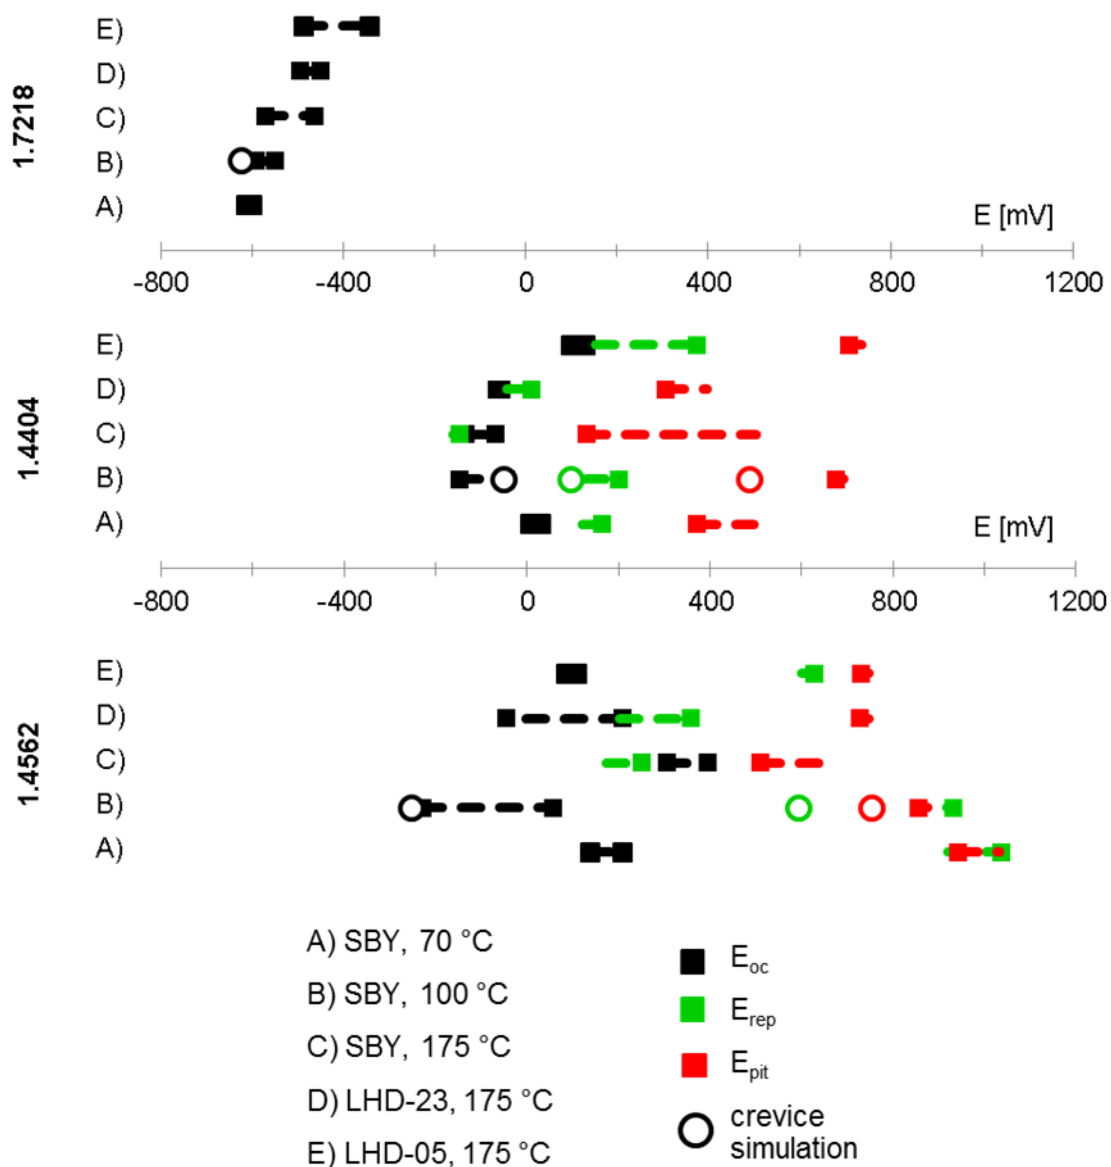 E)
D)
1.7218
C)
B)
A)
E [mV]
-800 -400 0 400 800 1200
E)
D)
1.4404
C)
B)
A)
E [mV]
-800 -400 0 400 800 1200
E)
D)
1.4562
C)
B)
A)
A) SBY, 70 °C
B) SBY, 100 °C
C) SBY, 175 °C
D) LHD-23, 175 °C
E) LHD-05, 175 °C
Eoc
Erep
Epit
crevice
simulation